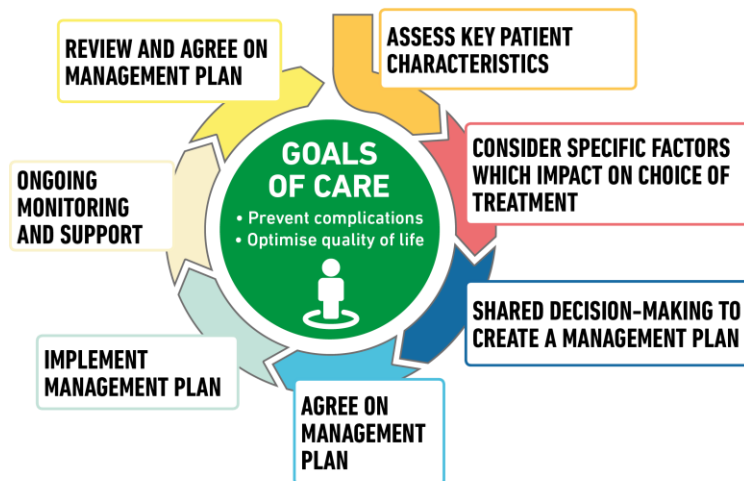 REVIEW AND AGREE ON
MANAGEMENT PLAN
ASSESS KEY PATIENT
CHARACTERISTICS
CONSIDER SPECIFIC FACTORS
WHICH IMPACT ON CHOICE OF
TREATMENT
SHARED DECISION-MAKING TO
CREATE A MANAGEMENT PLAN
AGREE ON
MANAGEMENT
PLAN
IMPLEMENT
MANAGEMENT PLAN
ONGOING
MONITORING
AND SUPPORT
GOALS
OF CARE
• Prevent complications
• Optimise quality of life